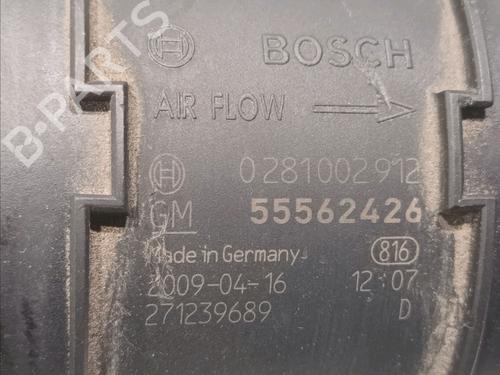 BOSCH
AIR FLOW
0281002912
GM 55562426
Made in Germany 816
2009-04-16 12:07
271239689 D
B-PARTS